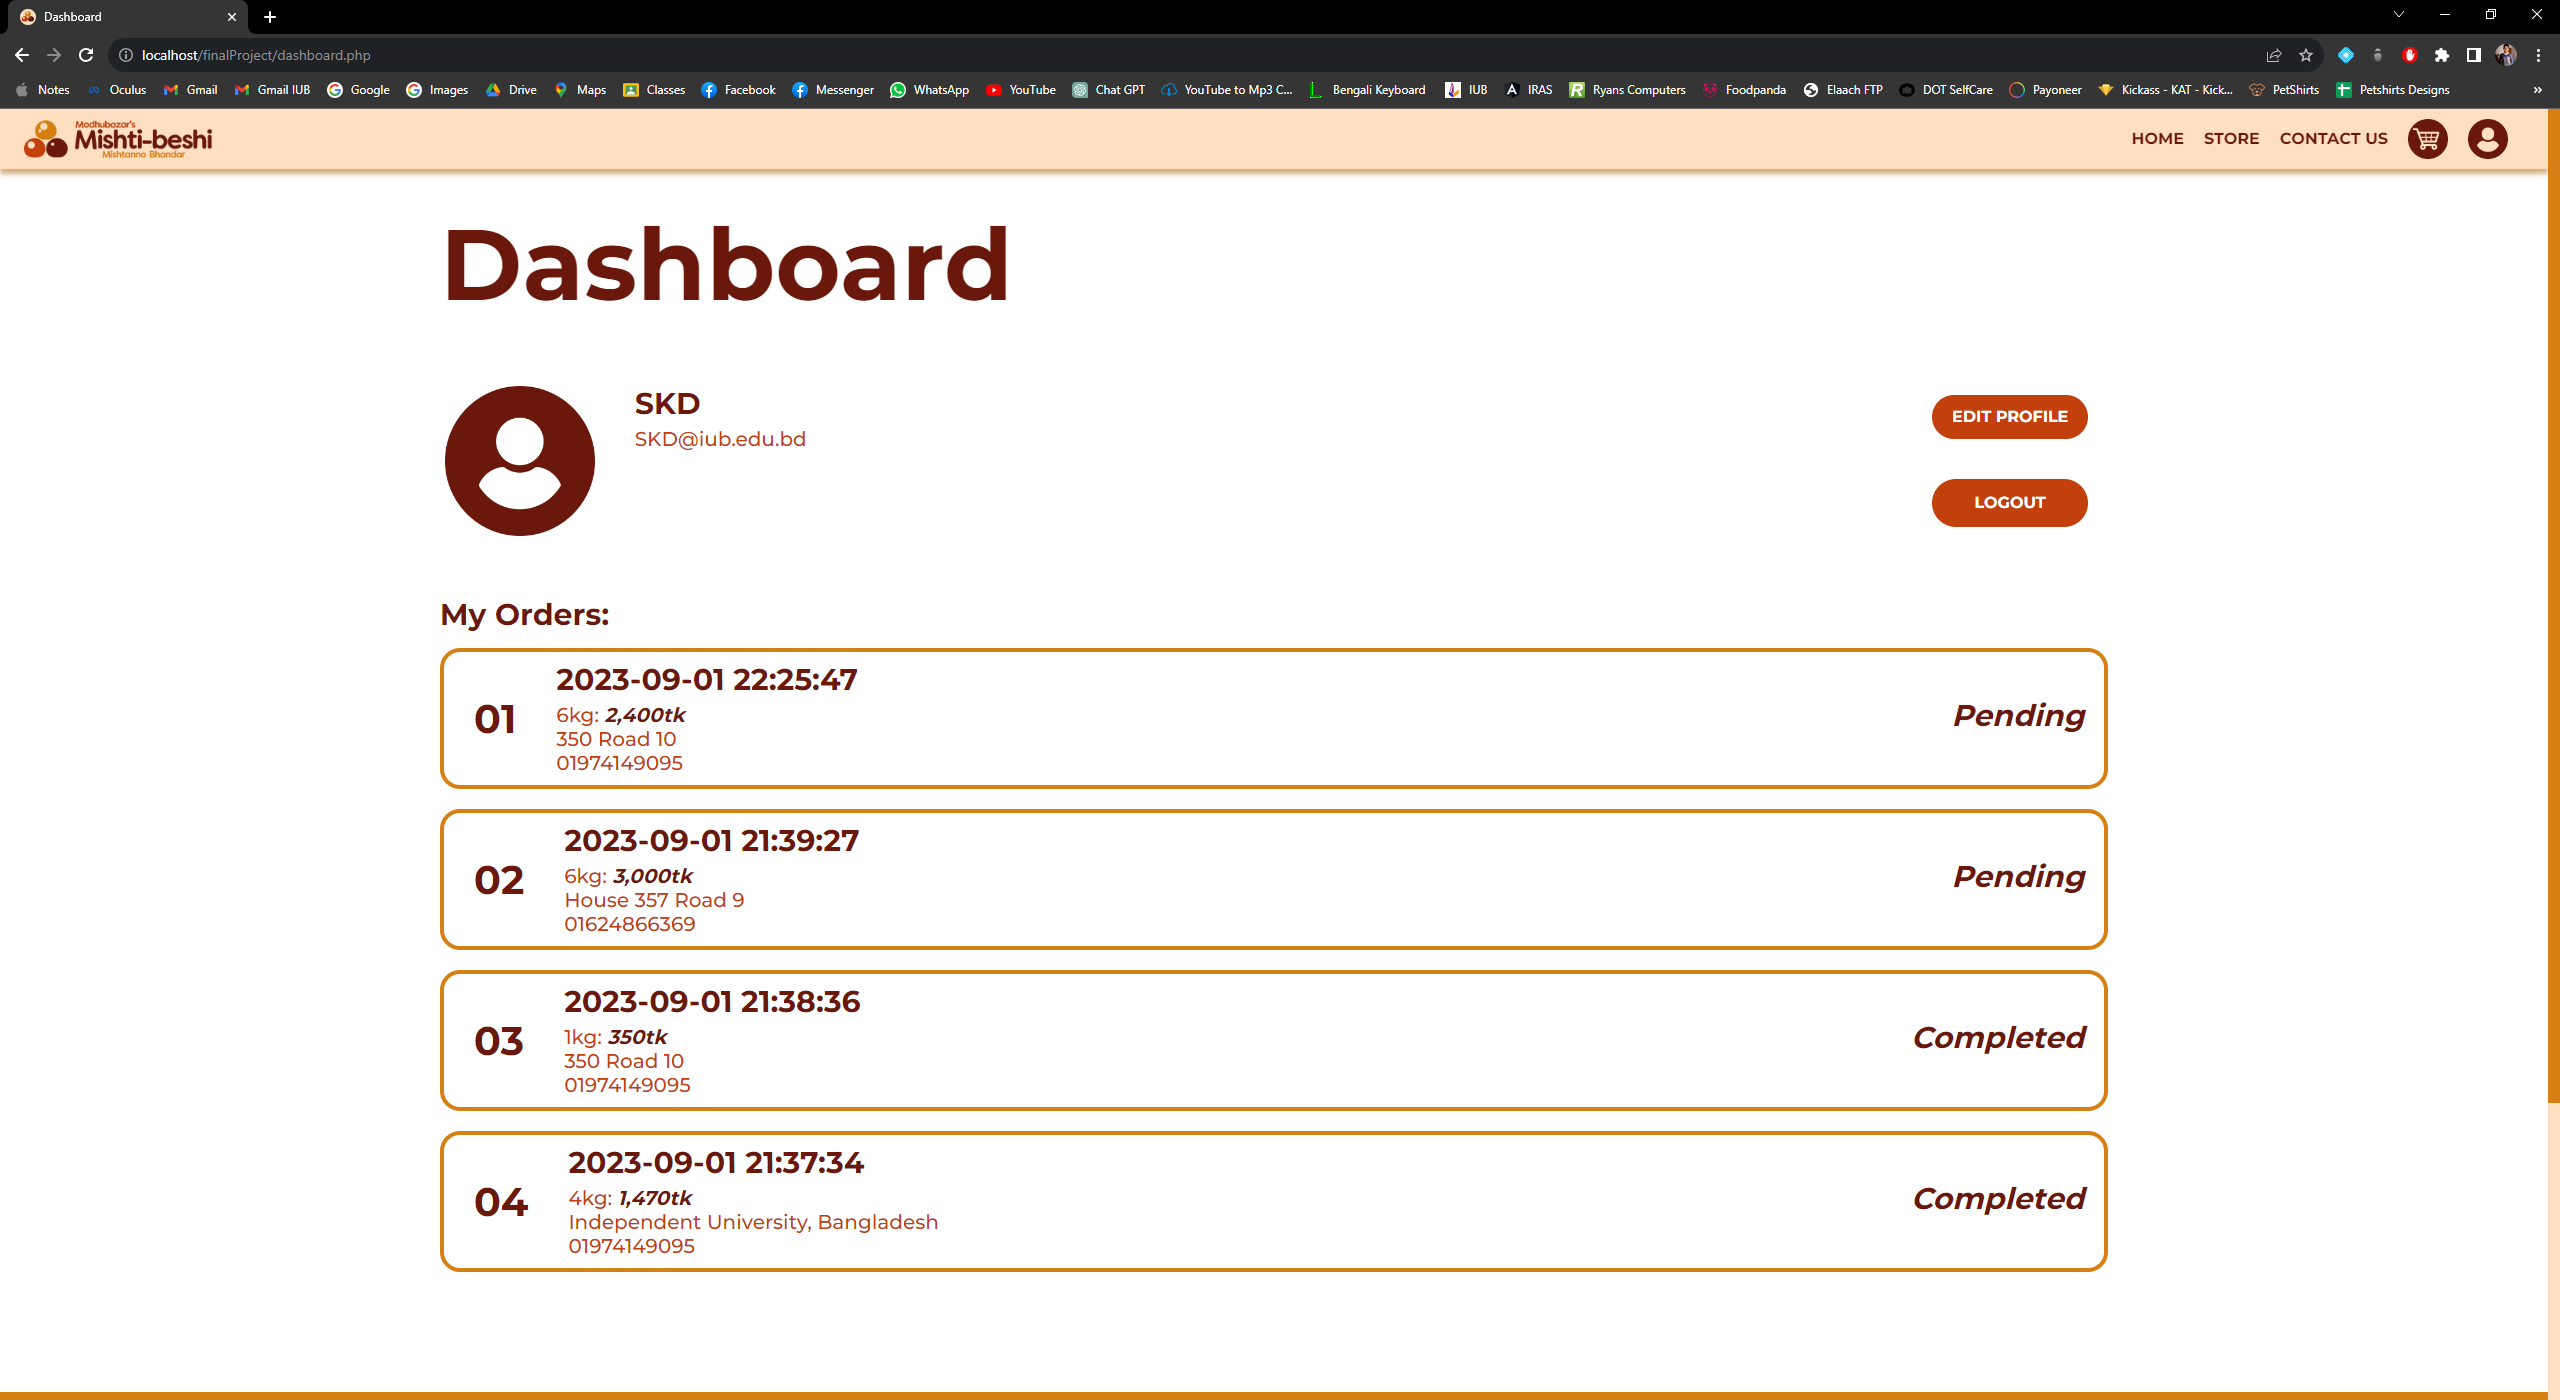 Dashboard
localhost/finalProject/dashboard.php
Notes Oculus Gmail Gmail IUB Google Images Drive Maps Classes Facebook Messenger WhatsApp YouTube Chat GPT YouTube to Mp3 C... Bengali Keyboard IUB IRAS Ryans Computers Foodpanda Elaach FTP DOT SelfCare Payoneer Kickass - KAT - Kick... PetShirts Petshirts Designs »
Modhubazar's
Mishti-beshi
Mishtanno Bhandar
HOME STORE CONTACT US
Dashboard
SKD
SKD@iub.edu.bd
EDIT PROFILE
LOGOUT
My Orders:
01
2023-09-01 22:25:47
6kg: 2,400tk
350 Road 10
01974149095
Pending
02
2023-09-01 21:39:27
6kg: 3,000tk
House 357 Road 9
01624866369
Pending
03
2023-09-01 21:38:36
1kg: 350tk
350 Road 10
01974149095
Completed
04
2023-09-01 21:37:34
4kg: 1,470tk
Independent University, Bangladesh
01974149095
Completed